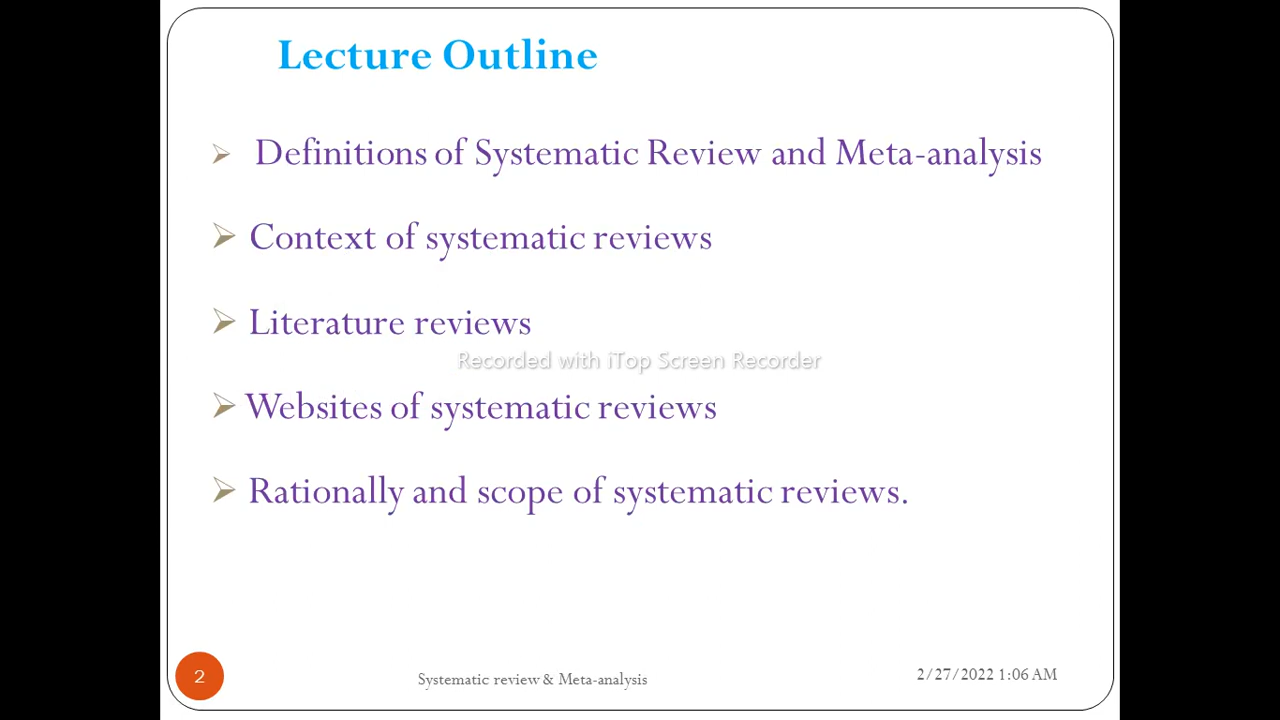 Lecture Outline
Definitions of Systematic Review and Meta-analysis
Context of systematic reviews
Literature reviews
Recorded with iTop Screen Recorder
Websites of systematic reviews
Rationally and scope of systematic reviews.
2
Systematic review & Meta-analysis
2/27/2022 1:06 AM